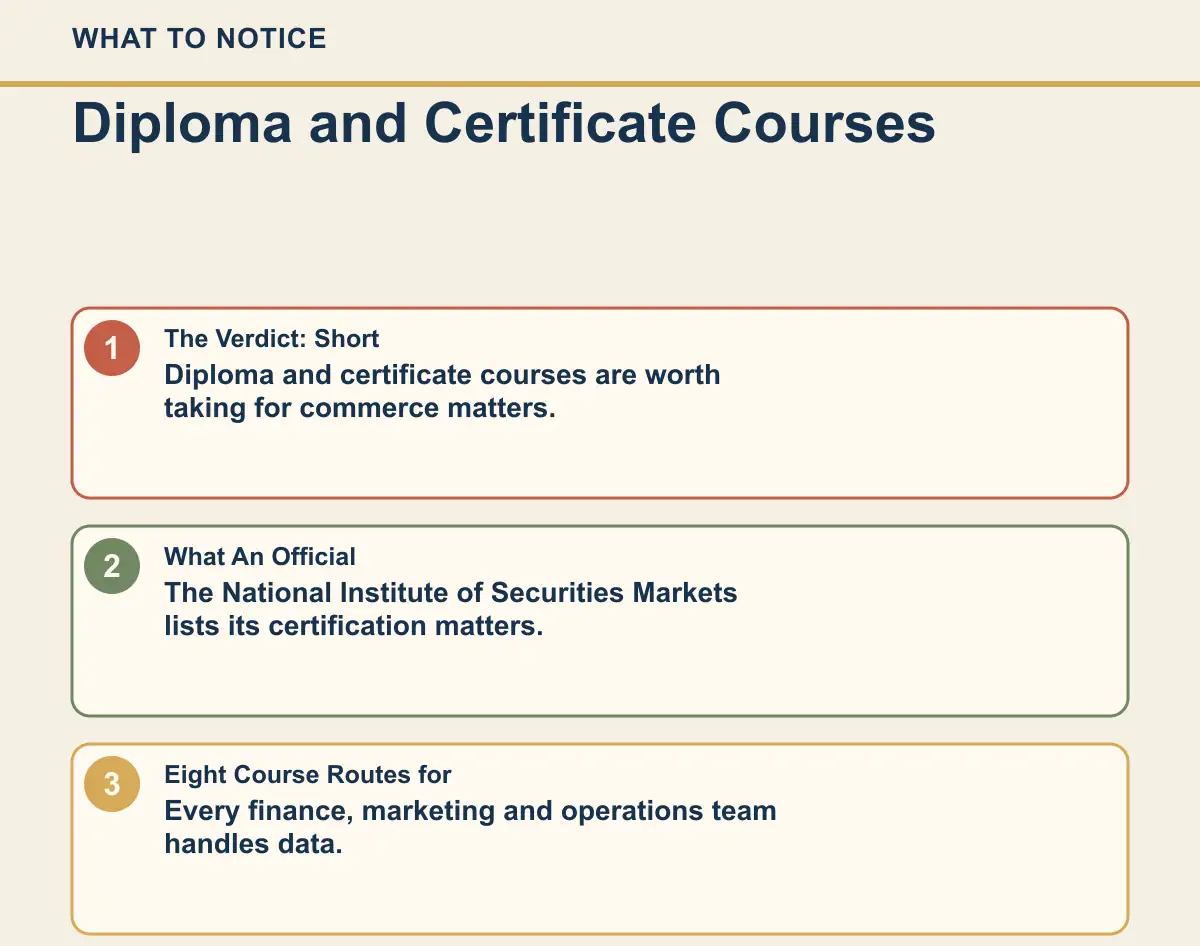 WHAT TO NOTICE
Diploma and Certificate Courses
1
The Verdict: Short
Diploma and certificate courses are worth
taking for commerce matters.
2
What An Official
The National Institute of Securities Markets
lists its certification matters.
3
Eight Course Routes for
Every finance, marketing and operations team
handles data.